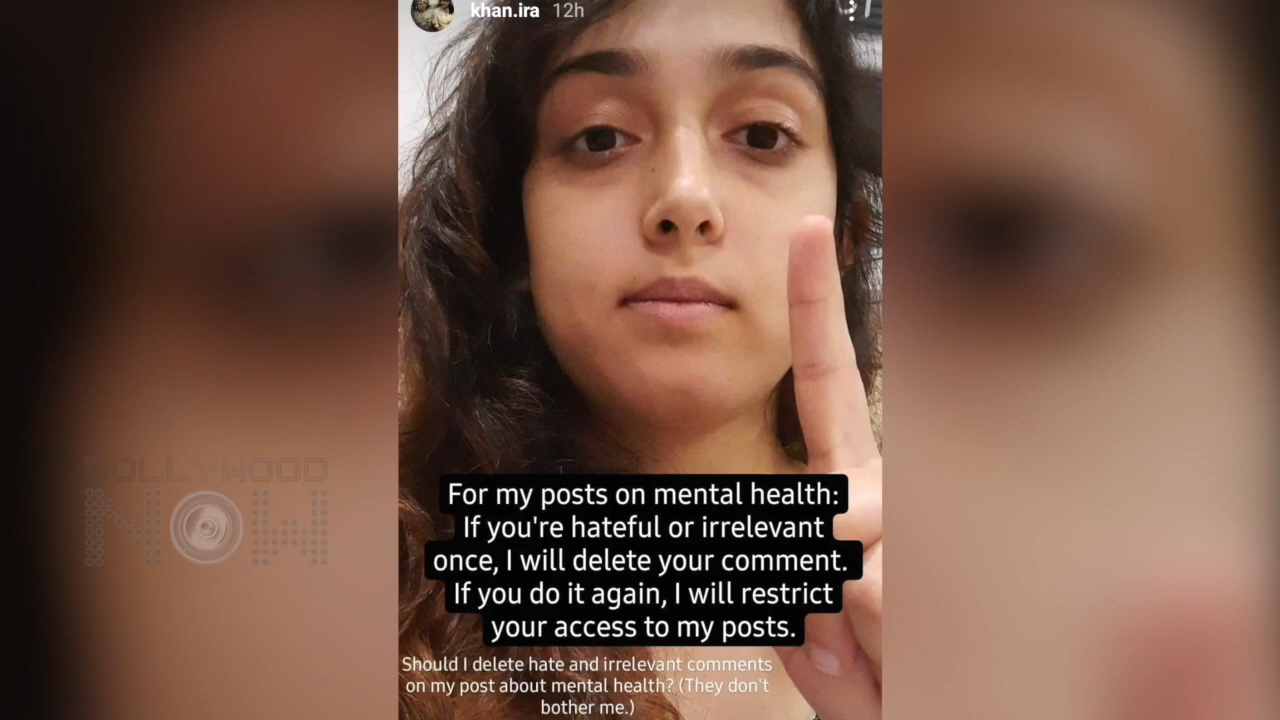 khan.ira 12h
BOLLYWOOD
NOW
For my posts on mental health:
If you're hateful or irrelevant
once, I will delete your comment.
If you do it again, I will restrict
your access to my posts.
Should I delete hate and irrelevant comments
on my post about mental health? (They don't
bother me.)